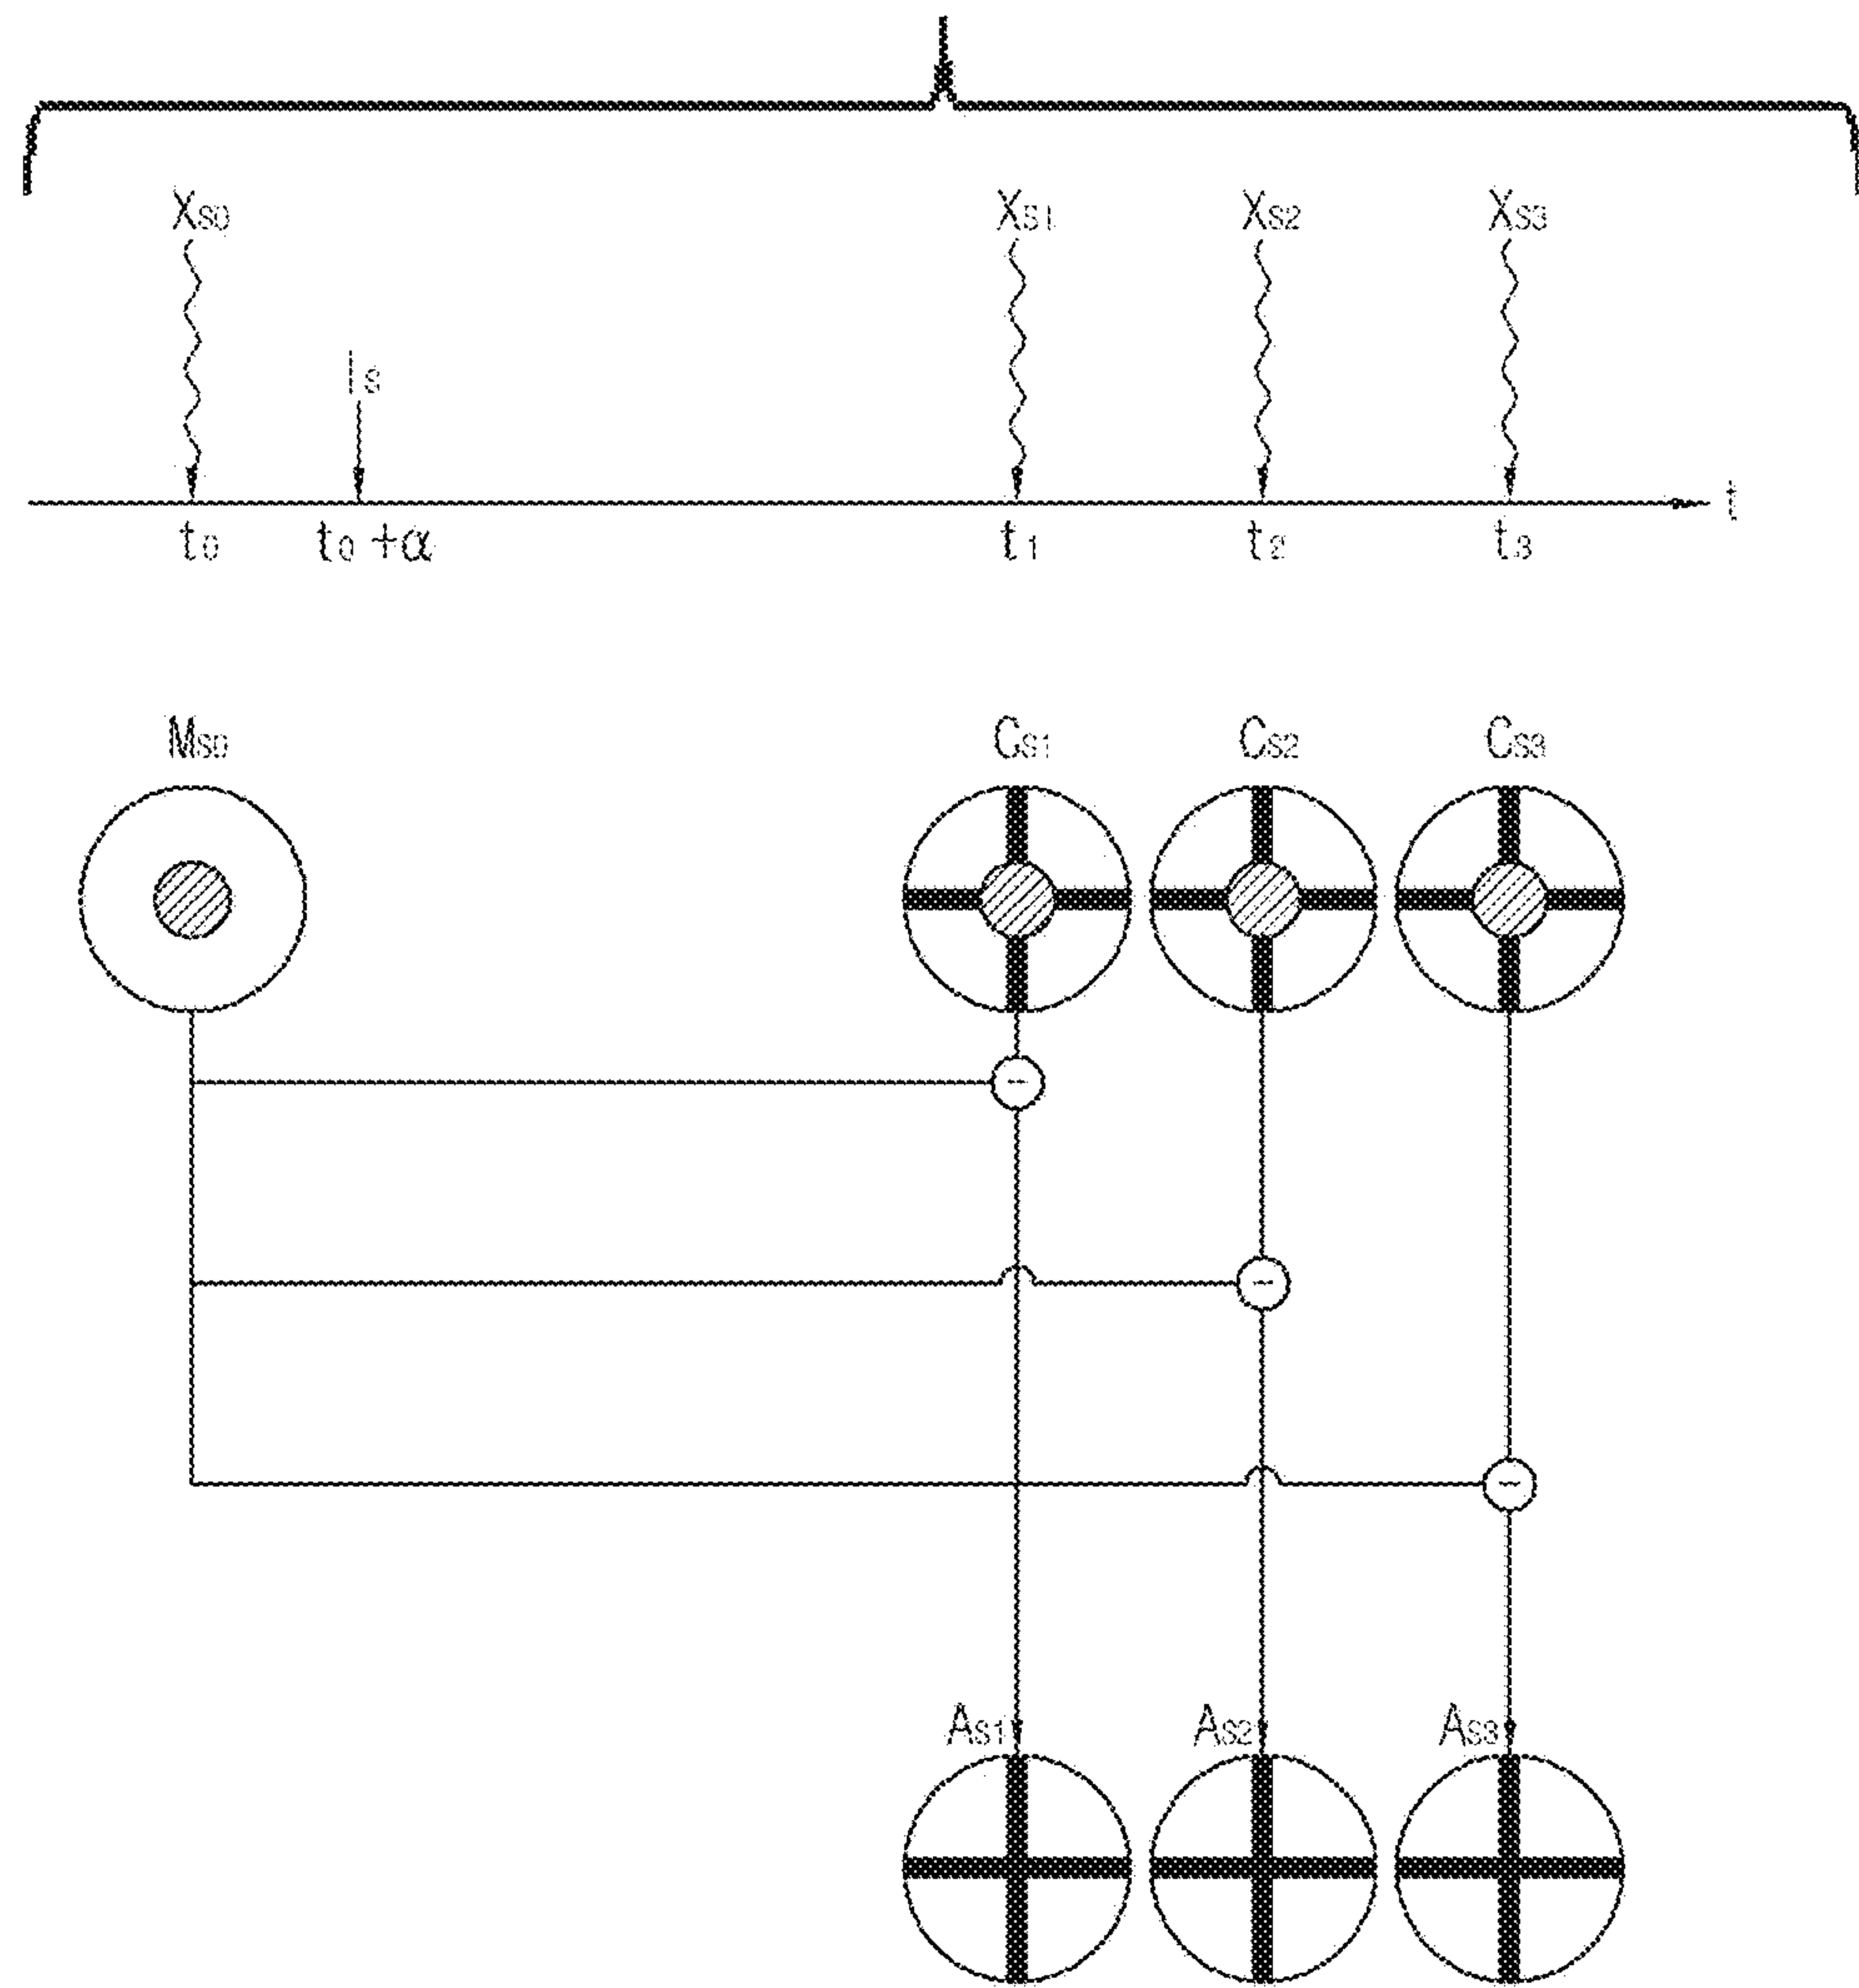 XS0 XS1 XS2 XS3
IS
t0 t0+α t1 t2 t3 t
MS0 CS1 CS2 CS3
-
-
-
AS1 AS2 AS3